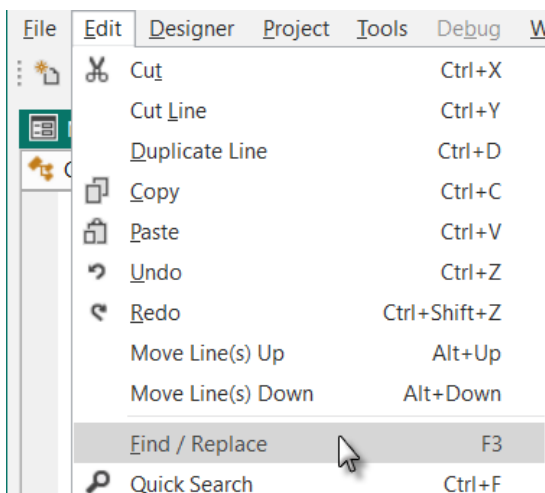 File Edit Designer Project Tools Debug W
Cut Ctrl+X
Cut Line Ctrl+Y
Duplicate Line Ctrl+D
Copy Ctrl+C
Paste Ctrl+V
Undo Ctrl+Z
Redo Ctrl+Shift+Z
Move Line(s) Up Alt+Up
Move Line(s) Down Alt+Down
Find / Replace F3
Quick Search Ctrl+F